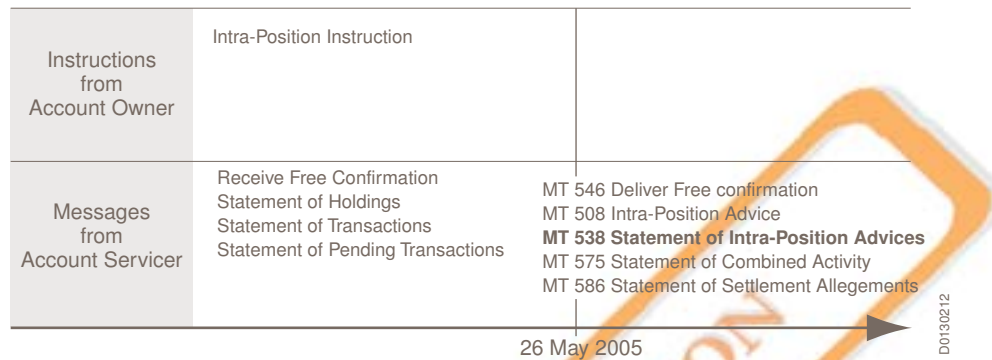 Instructions
from
Account Owner
Intra-Position Instruction
Messages
from
Account Servicer
Receive Free Confirmation
Statement of Holdings
Statement of Transactions
Statement of Pending Transactions
MT 546 Deliver Free confirmation
MT 508 Intra-Position Advice
MT 538 Statement of Intra-Position Advices
MT 575 Statement of Combined Activity
MT 586 Statement of Settlement Allegements
26 May 2005
D0130212